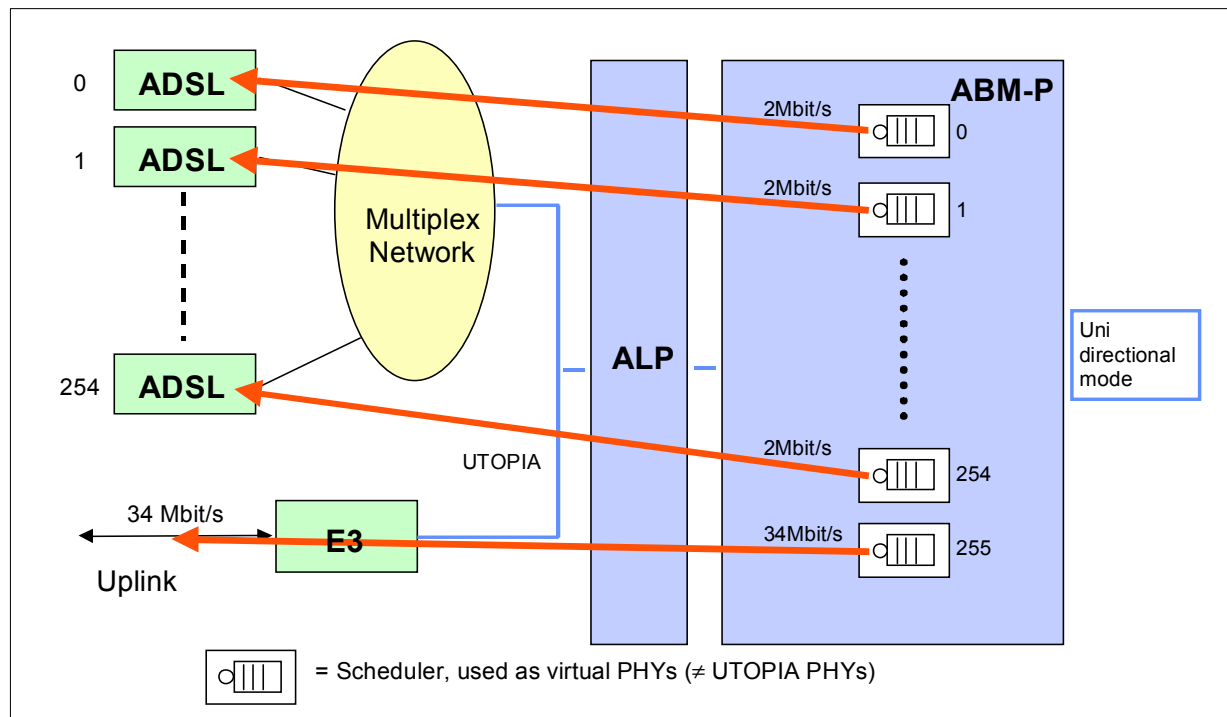 0
ADSL
1
ADSL
254
ADSL
Multiplex
Network
UTOPIA
34 Mbit/s
E3
Uplink
ALP
ABM-P
2Mbit/s
0
2Mbit/s
1
2Mbit/s
254
34Mbit/s
255
Uni
directional
mode
= Scheduler, used as virtual PHYs (≠ UTOPIA PHYs)